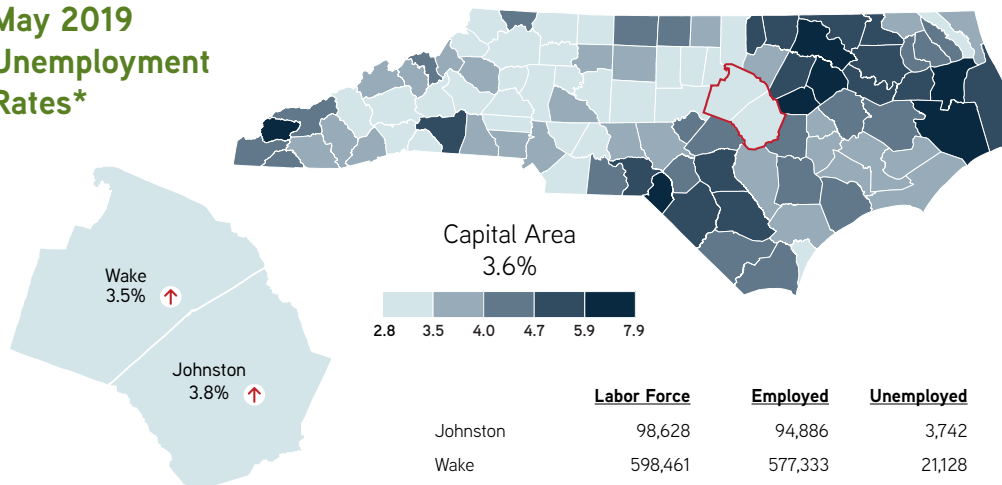 May 2019
Unemployment
Rates*
Capital Area
3.6%
2.8 3.5 4.0 4.7 5.9 7.9
Wake
3.5%
Johnston
3.8%
Labor Force Employed Unemployed
Johnston 98,628 94,886 3,742
Wake 598,461 577,333 21,128